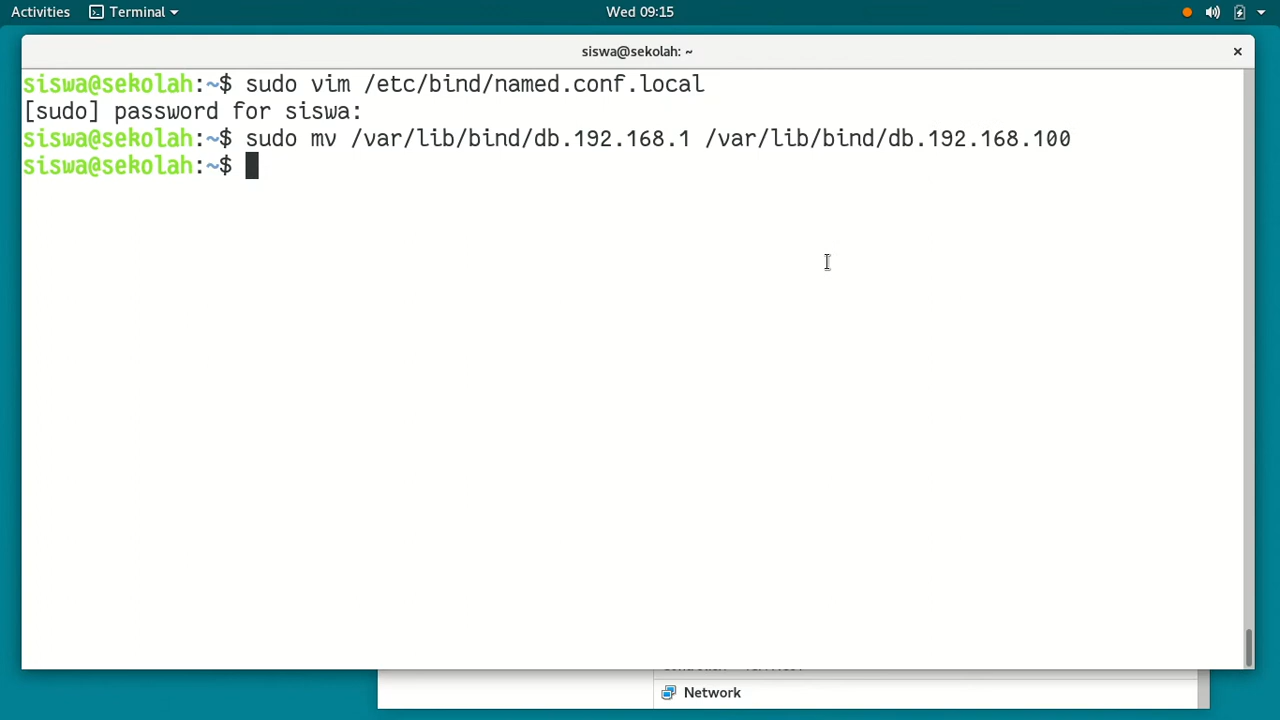 Activities Terminal Wed 09:15
siswa@sekolah: ~
siswa@sekolah:~$ sudo vim /etc/bind/named.conf.local
[sudo] password for siswa:
siswa@sekolah:~$ sudo mv /var/lib/bind/db.192.168.1 /var/lib/bind/db.192.168.100
siswa@sekolah:~$
Network